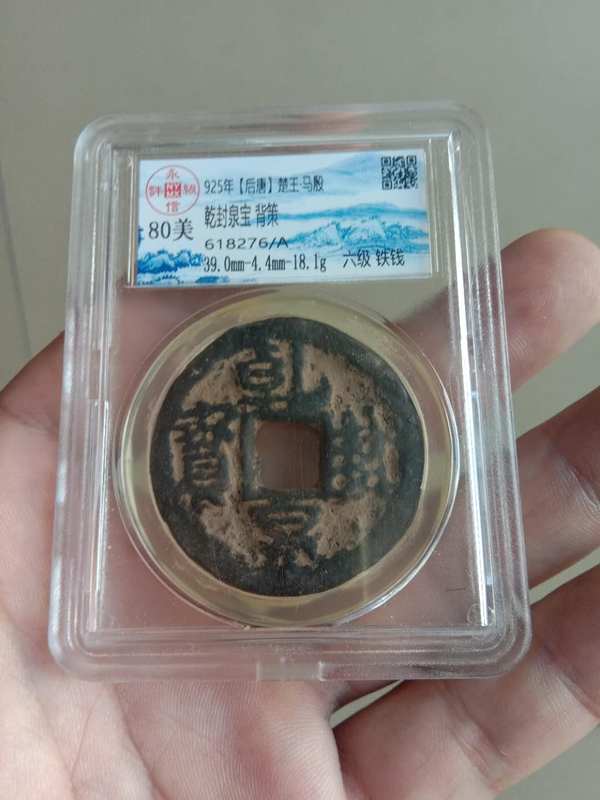 永
評級
信
80美
925年【后唐】楚王·马殷
乾封泉宝 背策
618276/A
39.0mm-4.4mm-18.1g 六级 铁钱
乾
寶 封
泉